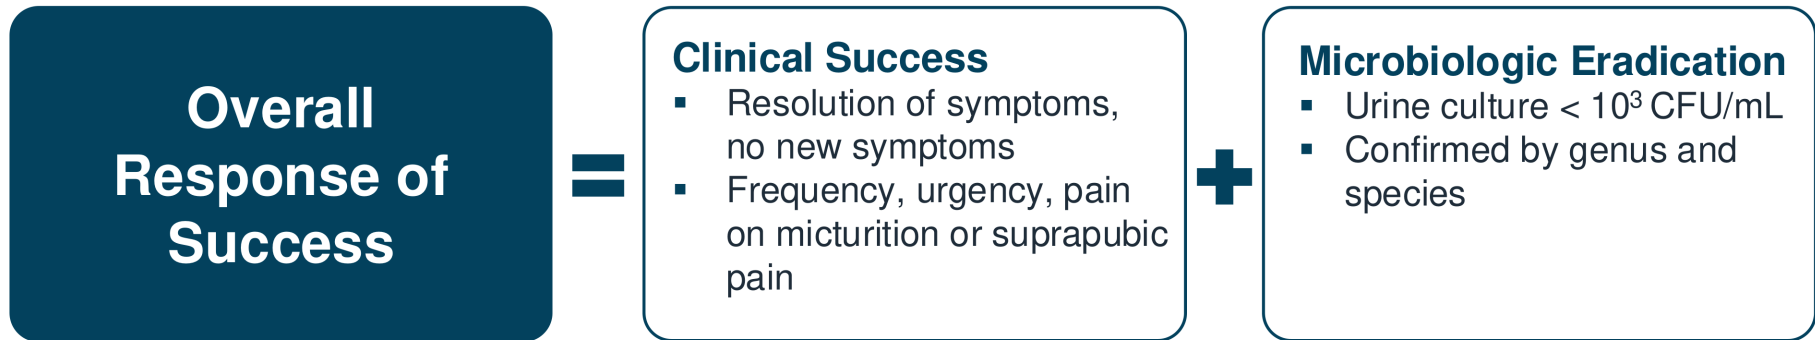 Overall
Response of
Success
=
Clinical Success
▪ Resolution of symptoms,
no new symptoms
▪ Frequency, urgency, pain
on micturition or suprapubic
pain
+
Microbiologic Eradication
▪ Urine culture < 10³ CFU/mL
▪ Confirmed by genus and
species